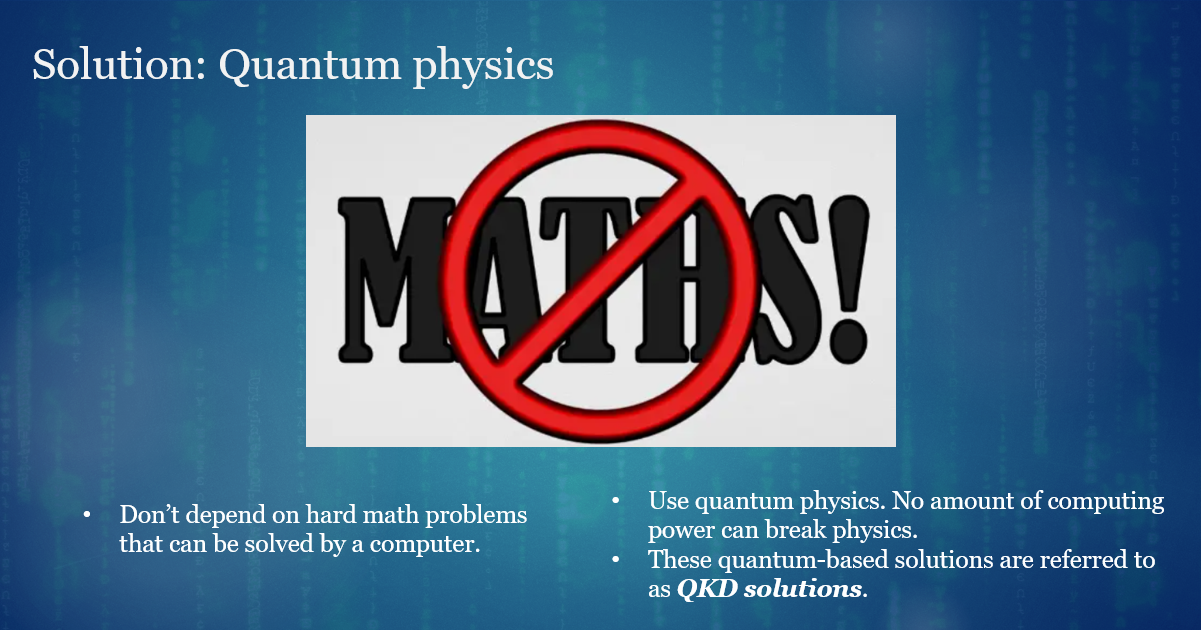 Solution: Quantum physics
MATHS!
• Don’t depend on hard math problems
that can be solved by a computer.
• Use quantum physics. No amount of computing
power can break physics.
• These quantum-based solutions are referred to
as QKD solutions.